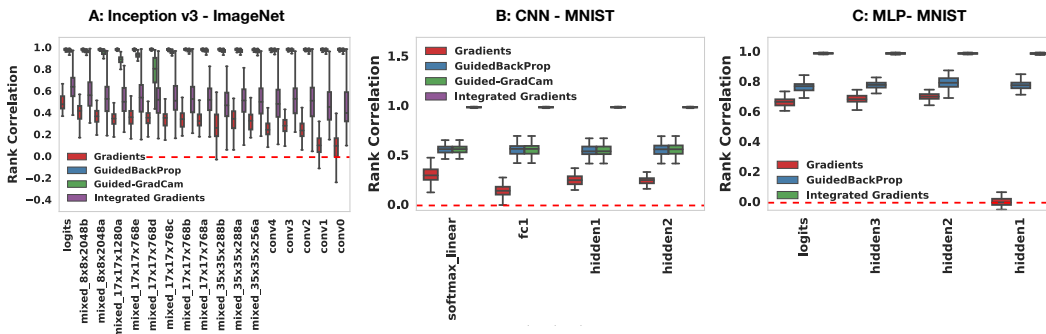 A: Inception v3 - ImageNet
Rank Correlation
1.0
0.8
0.6
0.4
0.2
0.0
−0.2
−0.4
Gradients
GuidedBackProp
Guided-GradCam
Integrated Gradients
logits
mixed_8x8x2048b
mixed_8x8x2048a
mixed_17x17x1280a
mixed_17x17x768e
mixed_17x17x768d
mixed_17x17x768c
mixed_17x17x768b
mixed_17x17x768a
mixed_35x35x288b
mixed_35x35x288a
mixed_35x35x256a
conv4
conv3
conv2
conv1
conv0
B: CNN - MNIST
Rank Correlation
1.5
1.0
0.5
0.0
Gradients
GuidedBackProp
Guided-GradCam
Integrated Gradients
softmax_linear
fc1
hidden1
hidden2
C: MLP- MNIST
Rank Correlation
1.0
0.8
0.6
0.4
0.2
0.0
Gradients
GuidedBackProp
Integrated Gradients
logits
hidden3
hidden2
hidden1